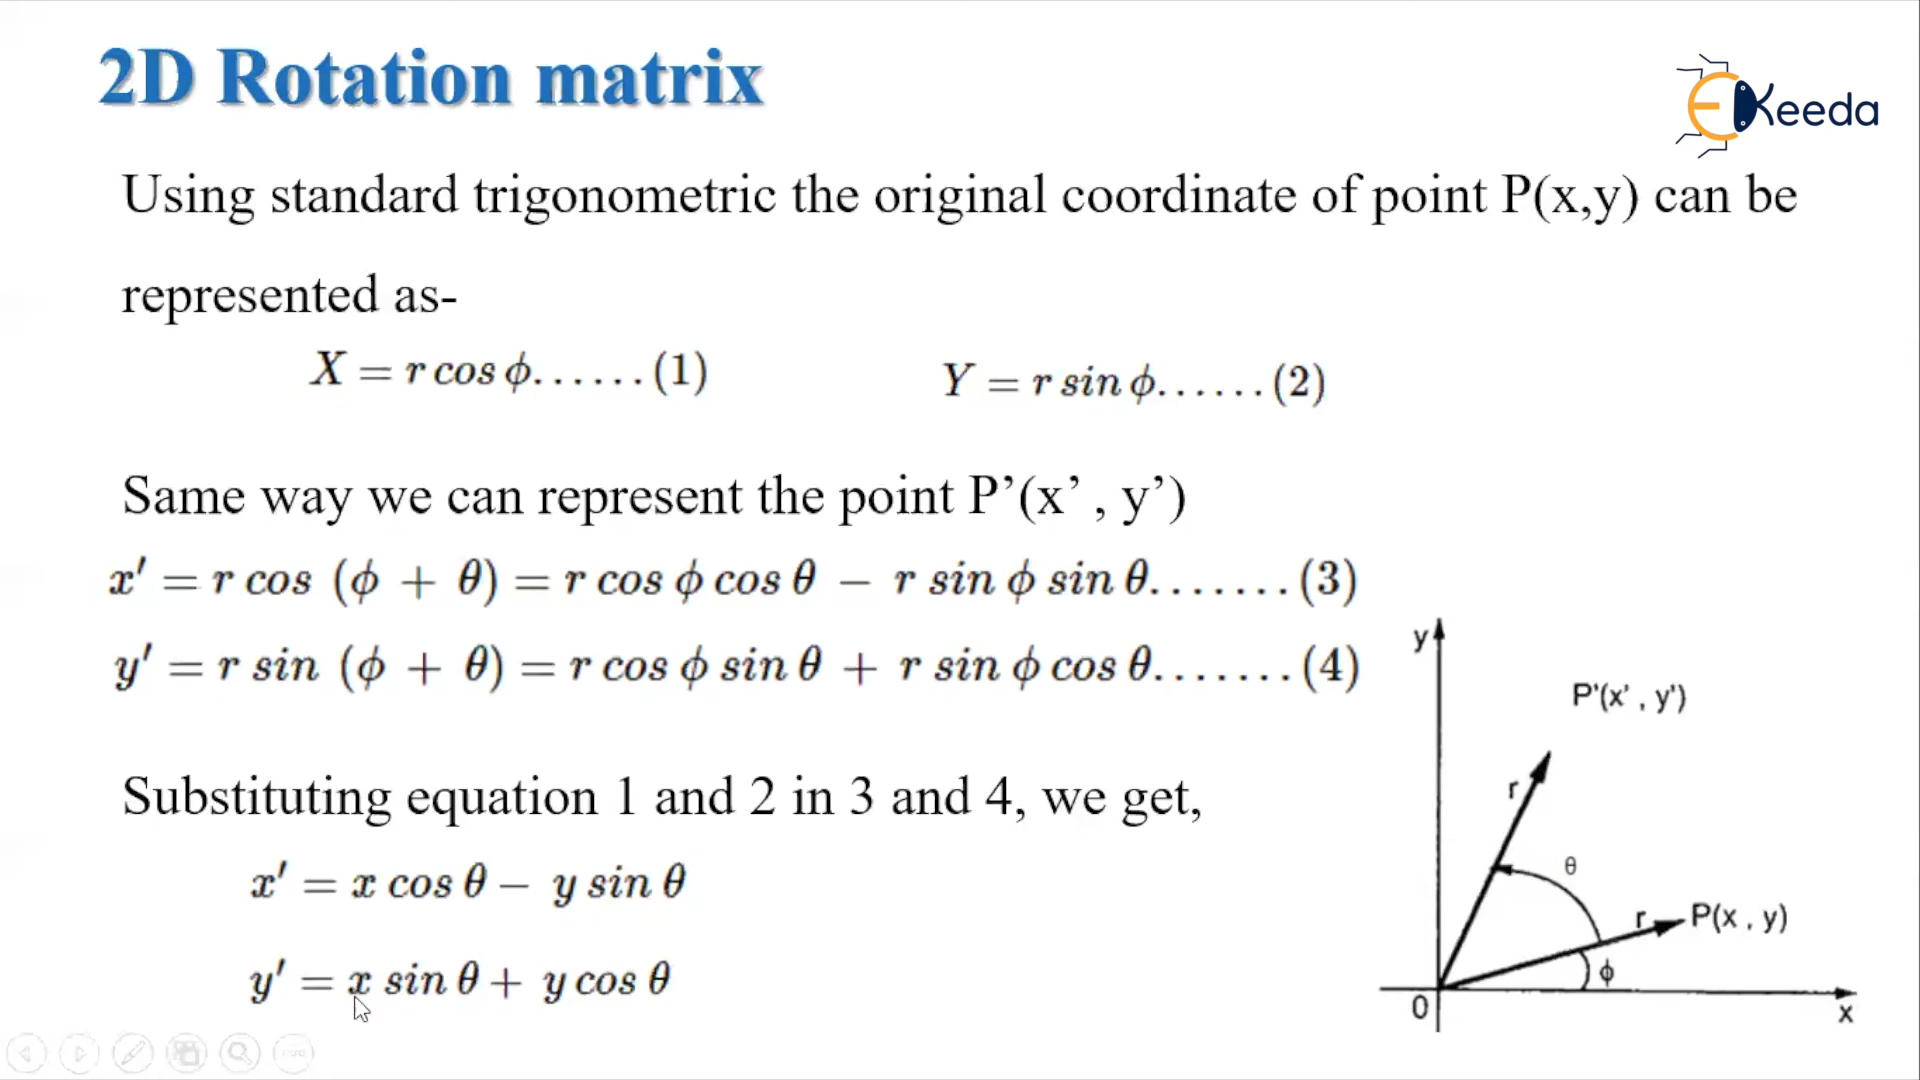 2D Rotation matrix
EKeeda
Using standard trigonometric the original coordinate of point P(x,y) can be
represented as-
X = r cos ϕ......(1)
Y = r sin ϕ......(2)
Same way we can represent the point P’(x’ , y’)
x′ = r cos (ϕ + θ) = r cos ϕ cos θ − r sin ϕ sin θ.......(3)
y′ = r sin (ϕ + θ) = r cos ϕ sin θ + r sin ϕ cos θ.......(4)
Substituting equation 1 and 2 in 3 and 4, we get,
x′ = x cos θ − y sin θ
y′ = x sin θ + y cos θ
y
P'(x' , y')
r
θ
r
P(x , y)
ϕ
0
x